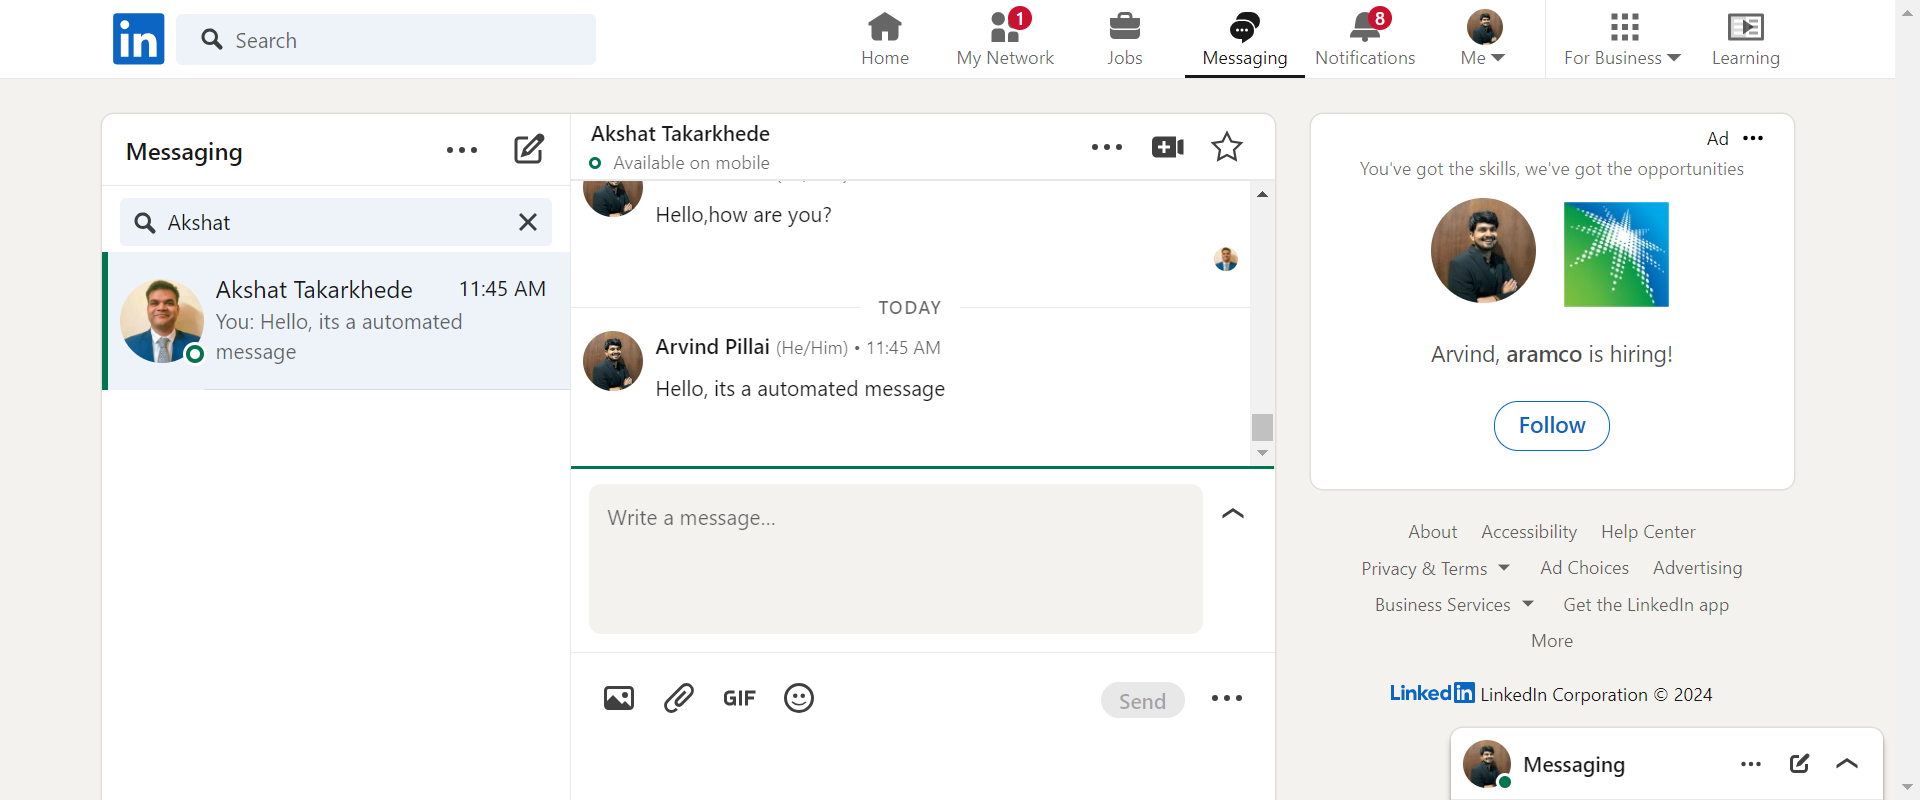 in
Search
Home
1
My Network
Jobs
Messaging
8
Notifications
Me
For Business
Learning
Messaging
Akshat
Akshat Takarkhede 11:45 AM
You: Hello, its a automated
message
Akshat Takarkhede
Available on mobile
Hello,how are you?
TODAY
Arvind Pillai (He/Him) • 11:45 AM
Hello, its a automated message
Write a message...
GIF
Send
Ad
You've got the skills, we've got the opportunities
Arvind, aramco is hiring!
Follow
About Accessibility Help Center
Privacy & Terms Ad Choices Advertising
Business Services Get the LinkedIn app
More
LinkedIn LinkedIn Corporation © 2024
Messaging